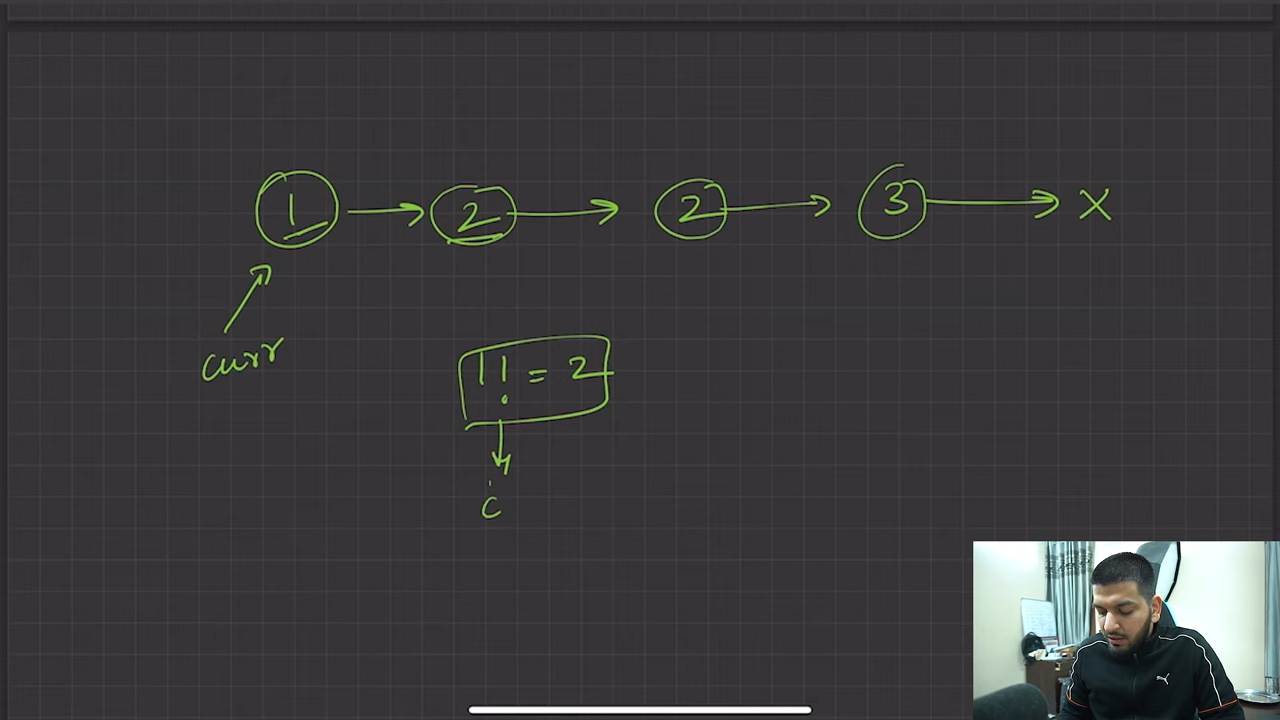 1 → 2 → 2 → 3 → X
curr
1 != 2